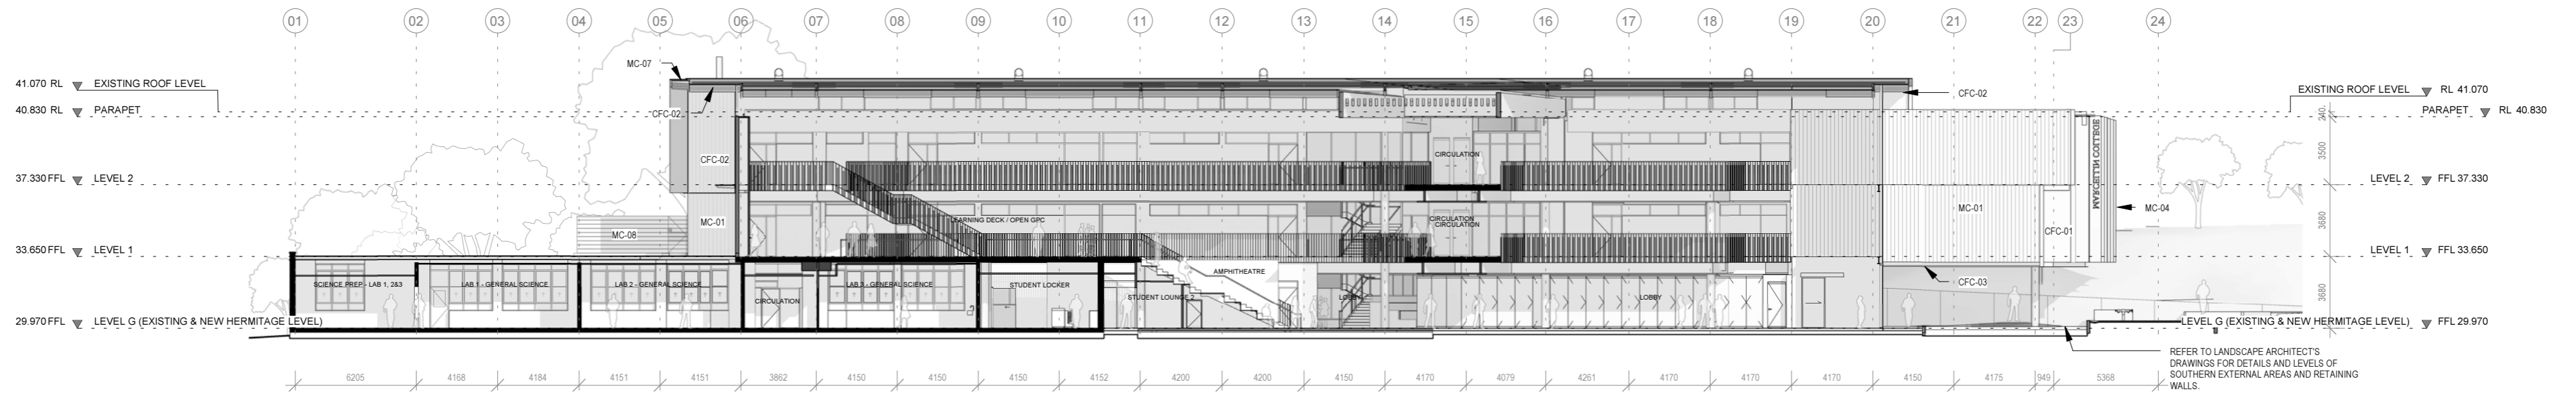 01 02 03 04 05 06 07 08 09 10 11 12 13 14 15 16 17 18 19 20 21 22 23 24
MC-07
41.070 RL EXISTING ROOF LEVEL
EXISTING ROOF LEVEL RL 41.070
CFC-02
40.830 RL PARAPET
CFC-02
PARAPET RL 40.830
240
MARCELLIN COLLEGE
CFC-02
CIRCULATION
3500
37.330 FFL LEVEL 2
LEVEL 2 FFL 37.330
MC-01
MC-04
MC-01
LEARNING DECK / OPEN GPC
CIRCULATION
CIRCULATION
3680
MC-08
CFC-01
33.650 FFL LEVEL 1
LEVEL 1 FFL 33.650
AMPHITHEATRE
SCIENCE PREP - LAB 1, 2&3
LAB 1 - GENERAL SCIENCE
LAB 2 - GENERAL SCIENCE
LAB 3 - GENERAL SCIENCE
STUDENT LOCKER
CFC-03
CIRCULATION
STUDENT LOUNGE 2
LOBBY
LOBBY
3680
29.970 FFL LEVEL G (EXISTING & NEW HERMITAGE LEVEL)
LEVEL G (EXISTING & NEW HERMITAGE LEVEL) FFL 29.970
REFER TO LANDSCAPE ARCHITECT'S
DRAWINGS FOR DETAILS AND LEVELS OF
SOUTHERN EXTERNAL AREAS AND RETAINING
WALLS.
6205 4168 4184 4151 4151 3862 4150 4150 4150 4152 4200 4200 4150 4170 4079 4261 4170 4170 4170 4150 4175 949 5368